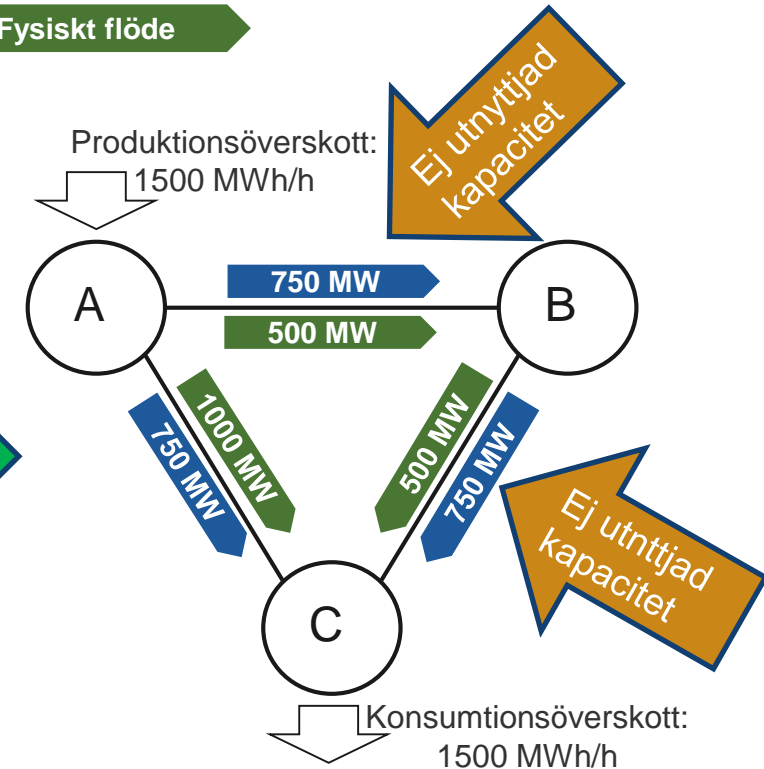 Fysiskt flöde
Ej utnyttjad
kapacitet
Produktionsöverskott:
1500 MWh/h
A
750 MW
B
500 MW
750 MW
1000 MW
500 MW
750 MW
Ej utnttjad
kapacitet
C
Konsumtionsöverskott:
1500 MWh/h